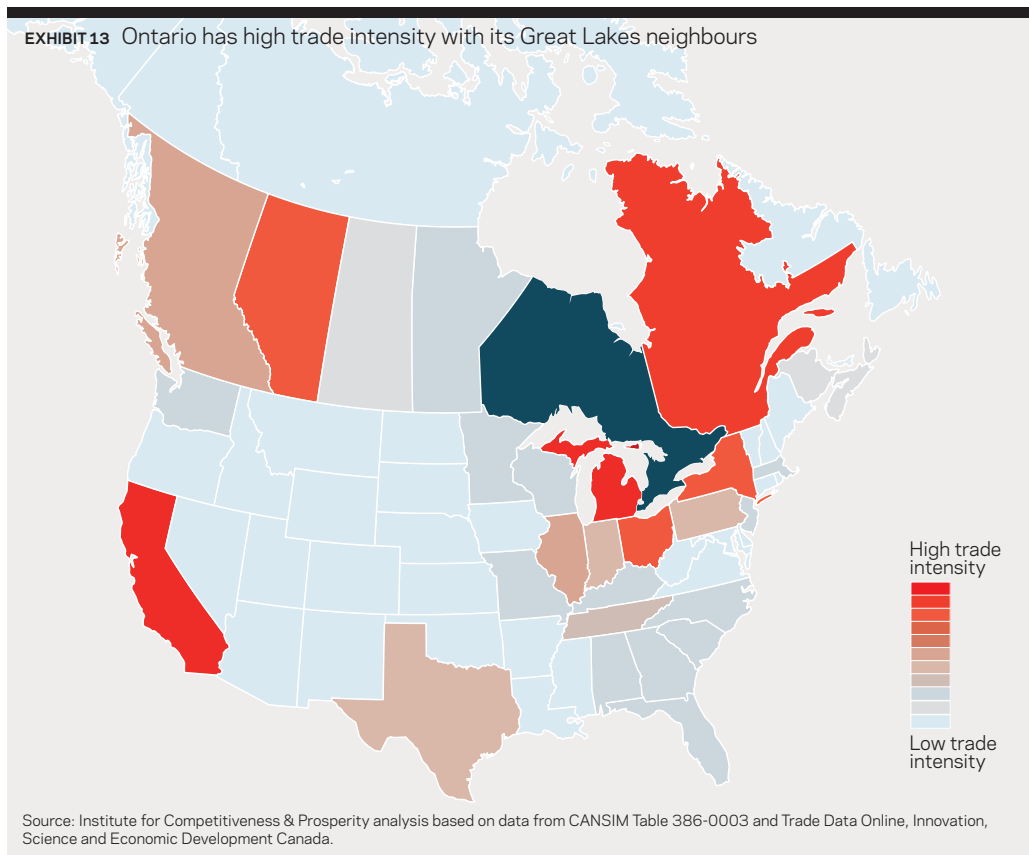 EXHIBIT 13 Ontario has high trade intensity with its Great Lakes neighbours
High trade
intensity
Low trade
intensity
Source: Institute for Competitiveness & Prosperity analysis based on data from CANSIM Table 386-0003 and Trade Data Online, Innovation,
Science and Economic Development Canada.